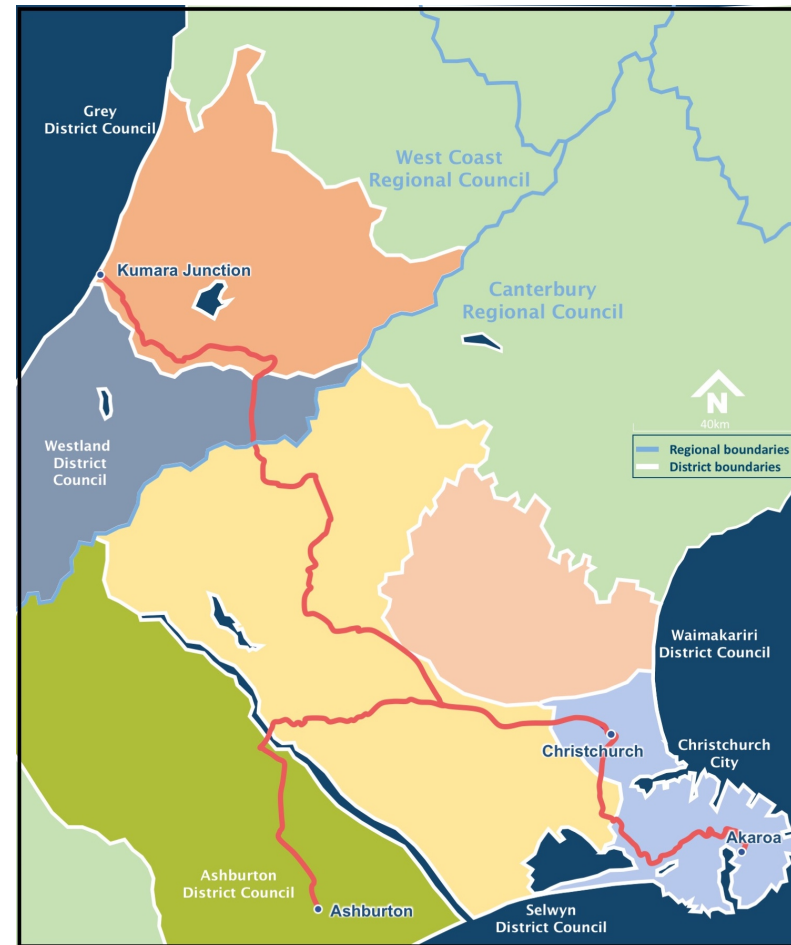 Grey
District Council
West Coast
Regional Council
Kumara Junction
Canterbury
Regional Council
N
40km
Westland
District
Council
Regional boundaries
District boundaries
Waimakariri
District Council
Christchurch
Christchurch
City
Akaroa
Ashburton
District Council
Ashburton
Selwyn
District Council